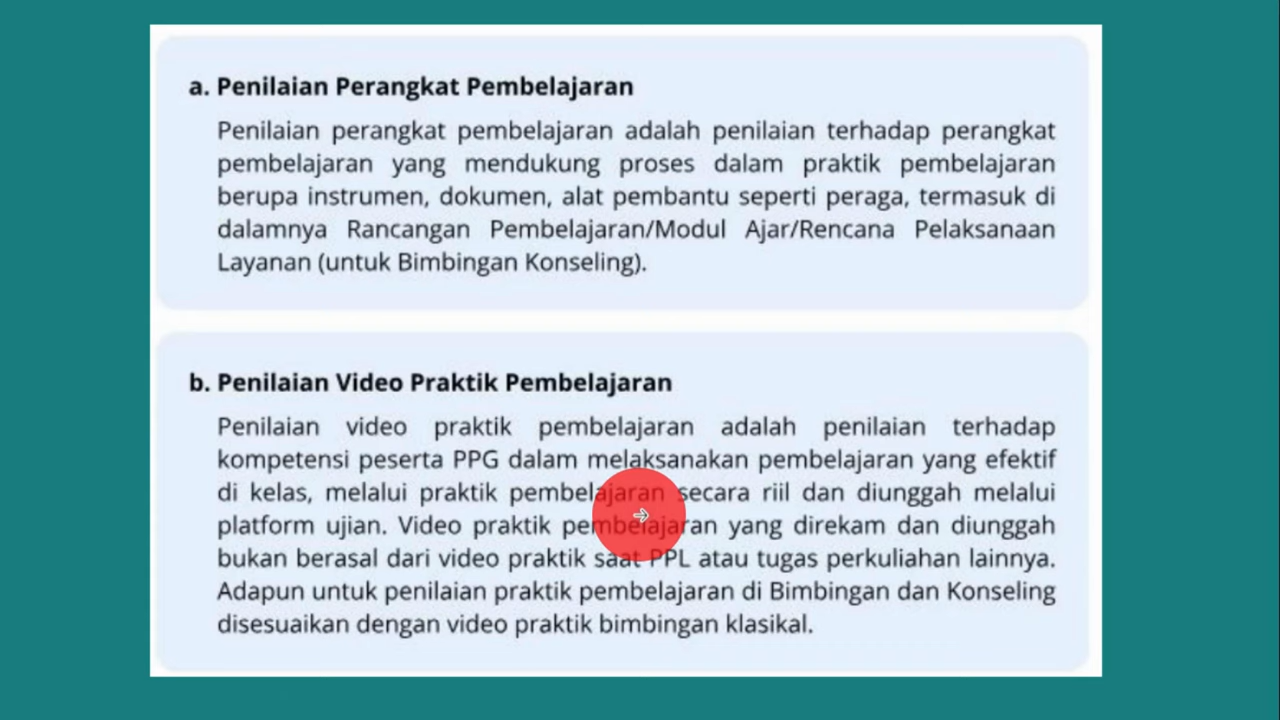 a. Penilaian Perangkat Pembelajaran
Penilaian perangkat pembelajaran adalah penilaian terhadap perangkat
pembelajaran yang mendukung proses dalam praktik pembelajaran
berupa instrumen, dokumen, alat pembantu seperti peraga, termasuk di
dalamnya Rancangan Pembelajaran/Modul Ajar/Rencana Pelaksanaan
Layanan (untuk Bimbingan Konseling).
b. Penilaian Video Praktik Pembelajaran
Penilaian video praktik pembelajaran adalah penilaian terhadap
kompetensi peserta PPG dalam melaksanakan pembelajaran yang efektif
di kelas, melalui praktik pembelajaran secara riil dan diunggah melalui
platform ujian. Video praktik pembelajaran yang direkam dan diunggah
bukan berasal dari video praktik saat PPL atau tugas perkuliahan lainnya.
Adapun untuk penilaian praktik pembelajaran di Bimbingan dan Konseling
disesuaikan dengan video praktik bimbingan klasikal.